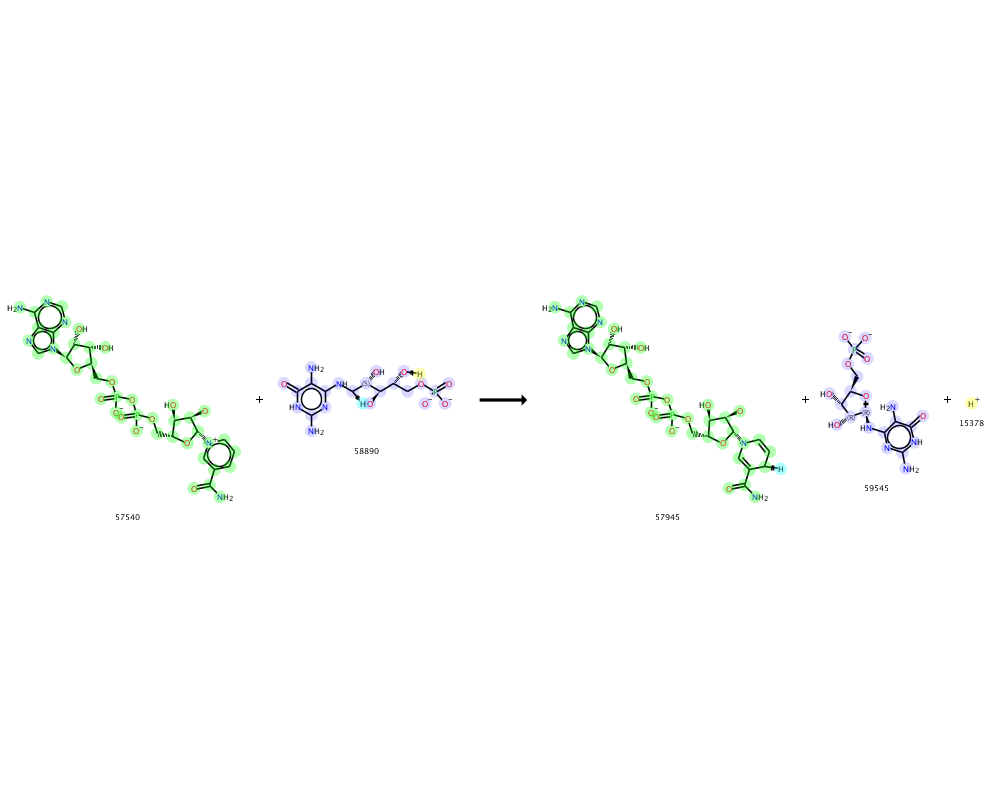 H₂N N N N N OH OH O O P O O⁻ O O P O⁻ O HO O O N⁺ O NH₂
57540
+
NH₂ O HN N NH₂ NH H (S) OH HO O H O P O O⁻ O⁻
58890
H₂N N N N N OH OH O O P O O⁻ O O P O⁻ O HO O O N H O NH₂
57945
+
O⁻ O⁻ P O O HO O HO (R) (R) HN H₂N O NH N NH₂
59545
+
H⁺
15378